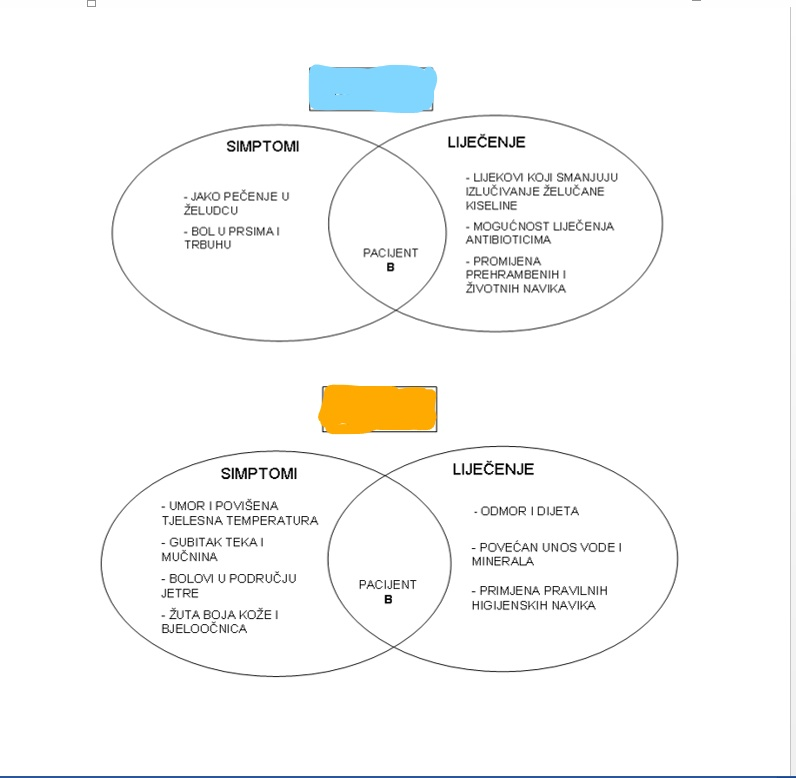 SIMPTOMI
- JAKO PEČENJE U
ŽELUDCU
- BOL U PRSIMA I
TRBUHU
PACIJENT
B
LIJEČENJE
- LIJEKOVI KOJI SMANJUJU
IZLUČIVANJE ŽELUČANE
KISELINE
- MOGUĆNOST LIJEČENJA
ANTIBIOTICIMA
- PROMIJENA
PREHRAMBENIH I
ŽIVOTNIH NAVIKA
SIMPTOMI
- UMOR I POVIŠENA
TJELESNA TEMPERATURA
- GUBITAK TEKA I
MUČNINA
- BOLOVI U PODRUČJU
JETRE
- ŽUTA BOJA KOŽE I
BJELOOČNICA
PACIJENT
B
LIJEČENJE
- ODMOR I DIJETA
- POVEĆAN UNOS VODE I
MINERALA
- PRIMJENA PRAVILNIH
HIGIJENSKIH NAVIKA